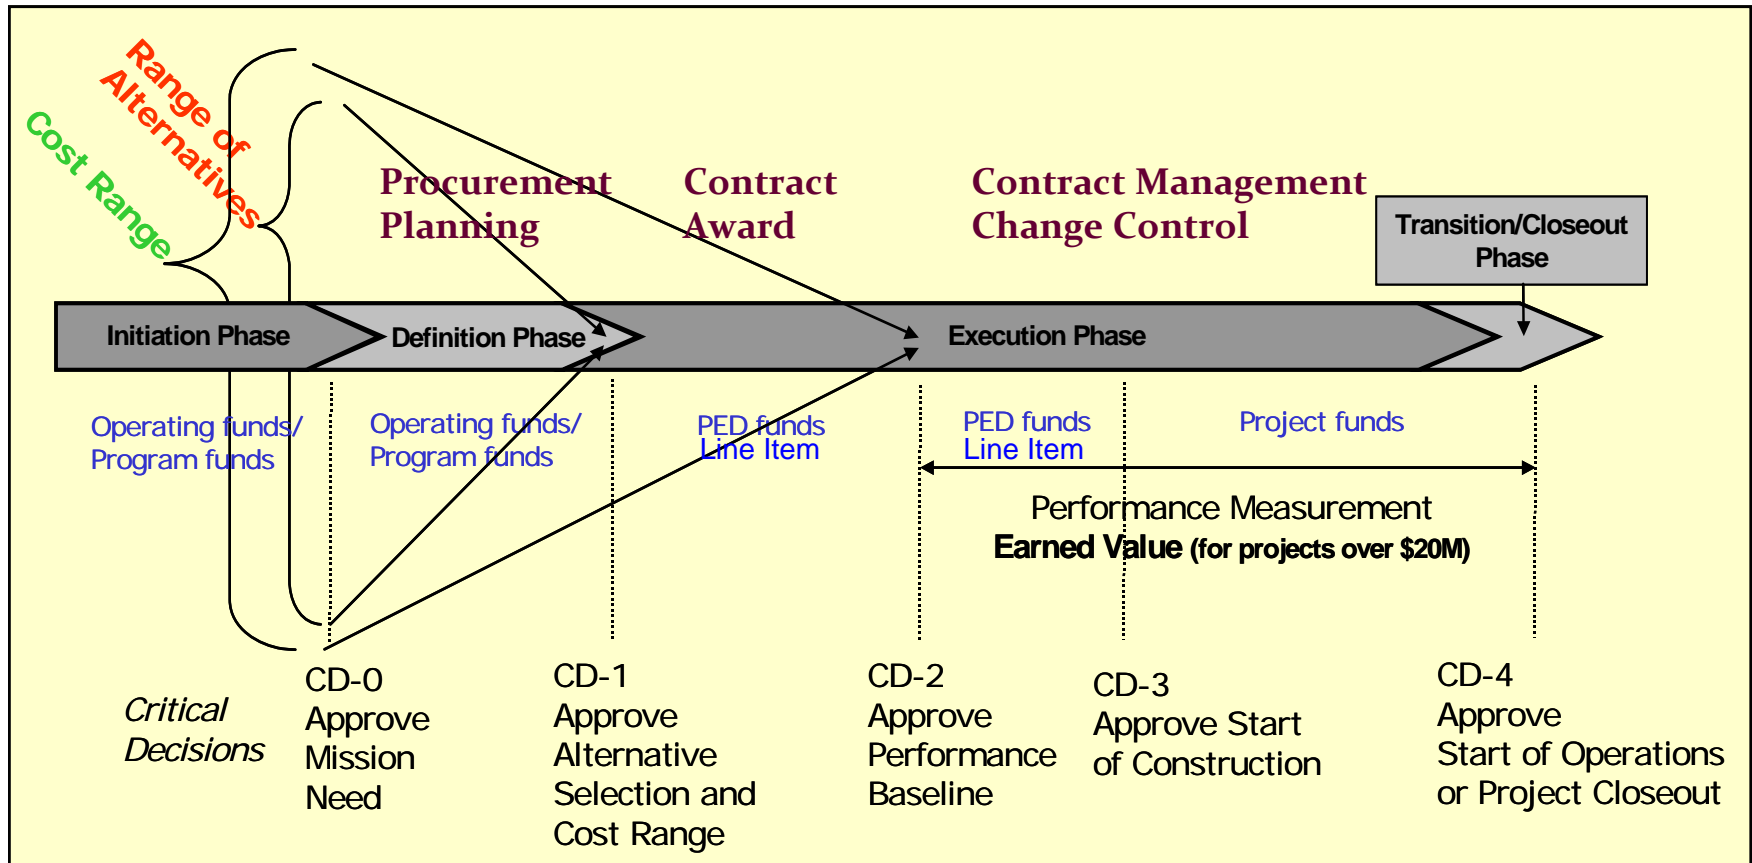 Range of
Alternatives
Cost Range
Procurement
Planning
Contract
Award
Contract Management
Change Control
Transition/Closeout
Phase
Initiation Phase
Definition Phase
Execution Phase
Operating funds/
Program funds
Operating funds/
Program funds
PED funds
Line Item
PED funds
Line Item
Project funds
Performance Measurement
Earned Value (for projects over $20M)
Critical
Decisions
CD-0
Approve
Mission
Need
CD-1
Approve
Alternative
Selection and
Cost Range
CD-2
Approve
Performance
Baseline
CD-3
Approve Start
of Construction
CD-4
Approve
Start of Operations
or Project Closeout